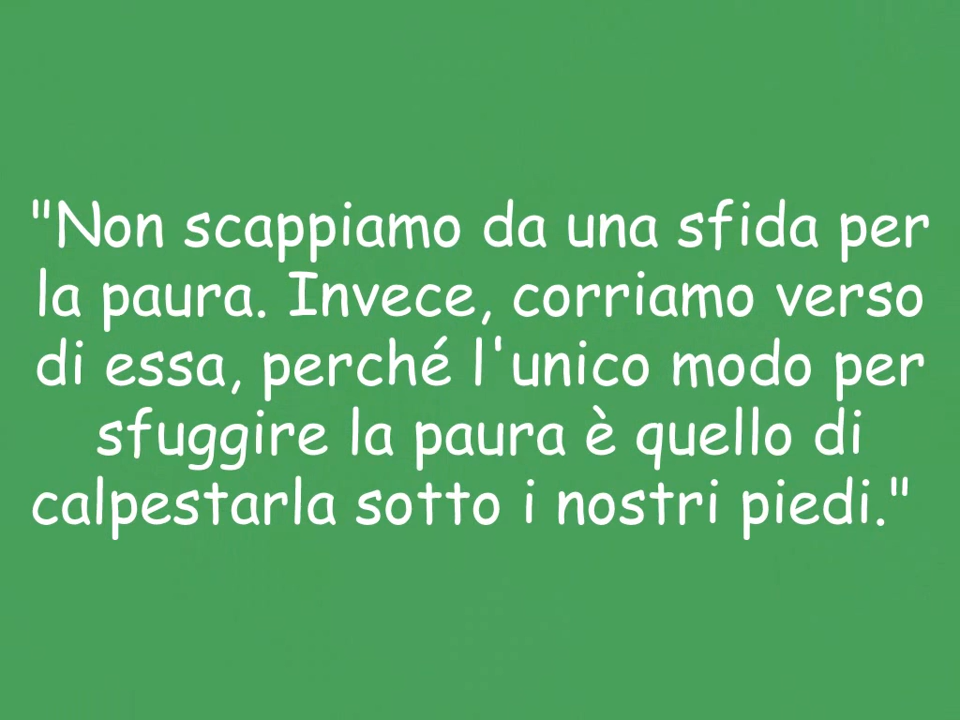 "Non scappiamo da una sfida per
la paura. Invece, corriamo verso
di essa, perché l'unico modo per
sfuggire la paura è quello di
calpestarla sotto i nostri piedi."